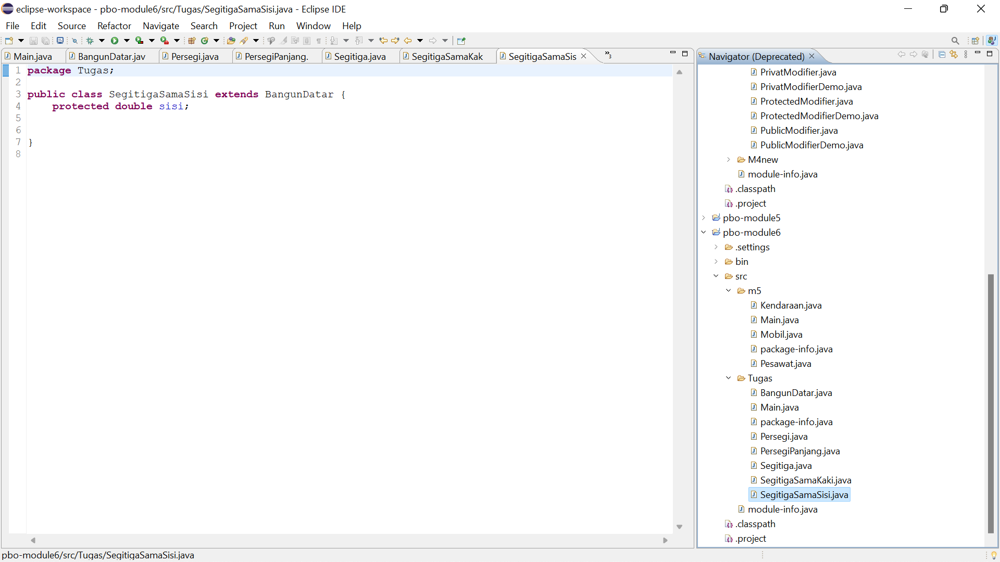 eclipse-workspace - pbo-module6/src/Tugas/SegitigaSamaSisi.java - Eclipse IDE
File Edit Source Refactor Navigate Search Project Run Window Help
Main.java BangunDatar.jav Persegi.java PersegiPanjang. Segitiga.java SegitigaSamaKak SegitigaSamaSis »3
1 package Tugas;
2
3 public class SegitigaSamaSisi extends BangunDatar {
4 protected double sisi;
5
6
7 }
8
Navigator (Deprecated)
PrivatModifier.java
PrivatModifierDemo.java
ProtectedModifier.java
ProtectedModifierDemo.java
PublicModifier.java
PublicModifierDemo.java
M4new
module-info.java
.classpath
.project
pbo-module5
pbo-module6
.settings
bin
src
m5
Kendaraan.java
Main.java
Mobil.java
package-info.java
Pesawat.java
Tugas
BangunDatar.java
Main.java
package-info.java
Persegi.java
PersegiPanjang.java
Segitiga.java
SegitigaSamaKaki.java
SegitigaSamaSisi.java
module-info.java
.classpath
.project
pbo-module6/src/Tugas/SegitigaSamaSisi.java